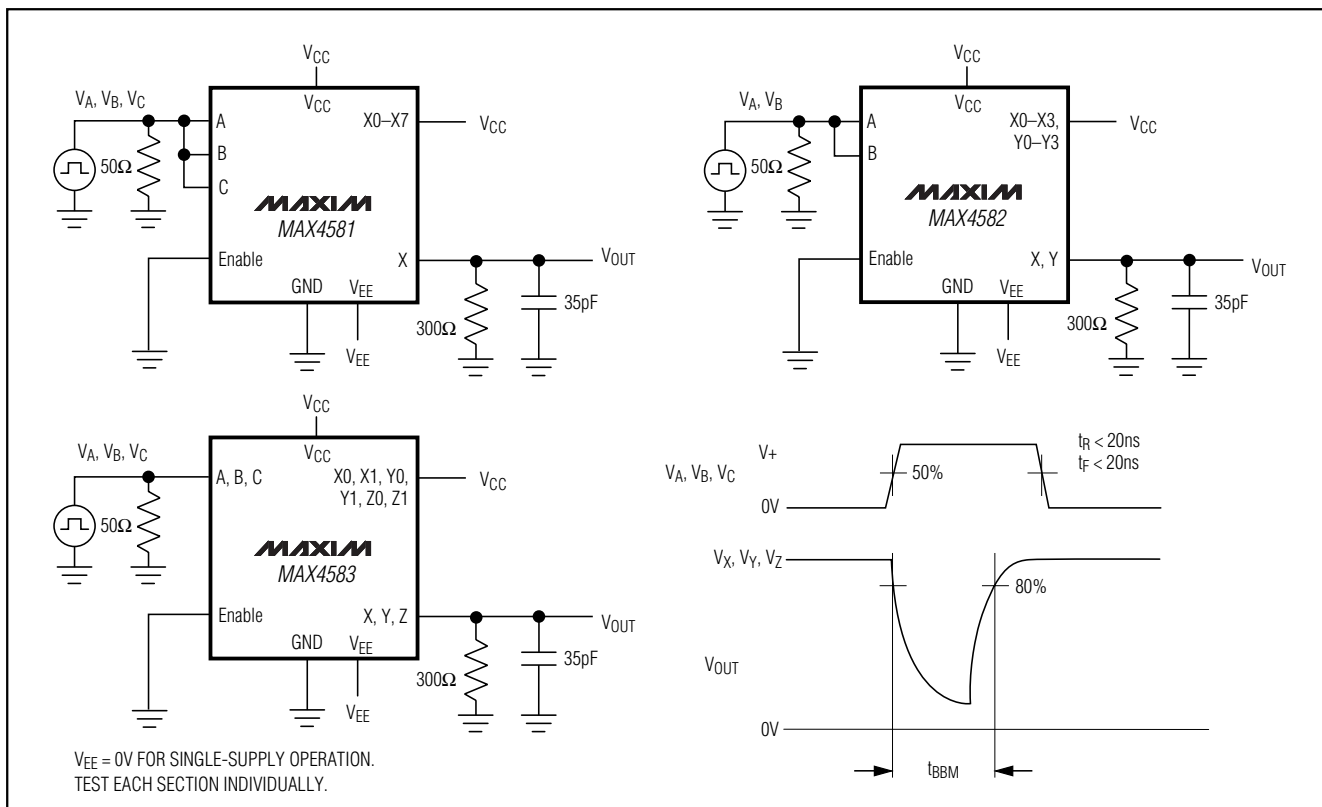 VCC
VCC
VA, VB, VC
A
X0–X7
VCC
50Ω
B
C
MAXIM
MAX4581
Enable
X
VOUT
GND
VEE
35pF
300Ω
VEE
VCC
VCC
VA, VB
A
X0–X3,
Y0–Y3
VCC
50Ω
B
MAXIM
MAX4582
Enable
X, Y
VOUT
GND
VEE
35pF
300Ω
VEE
VCC
VCC
VA, VB, VC
A, B, C
X0, X1, Y0,
Y1, Z0, Z1
VCC
50Ω
MAXIM
MAX4583
Enable
X, Y, Z
VOUT
GND
VEE
35pF
300Ω
VEE
V+
tR < 20ns
tF < 20ns
VA, VB, VC
50%
0V
VX, VY, VZ
80%
VOUT
0V
tBBM
VEE = 0V FOR SINGLE-SUPPLY OPERATION.
TEST EACH SECTION INDIVIDUALLY.